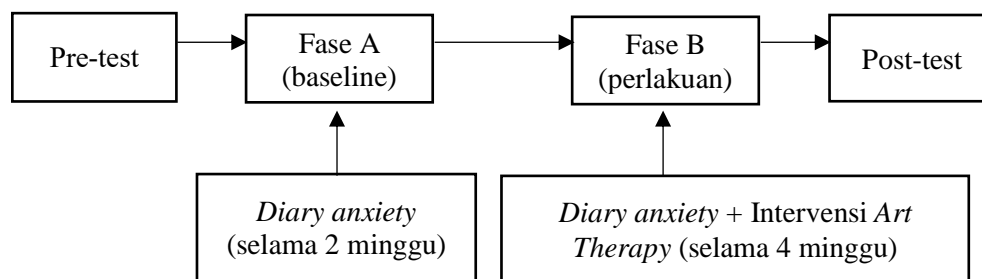 Pre-test
Fase A
(baseline)
Fase B
(perlakuan)
Post-test
Diary anxiety
(selama 2 minggu)
Diary anxiety + Intervensi Art
Therapy (selama 4 minggu)